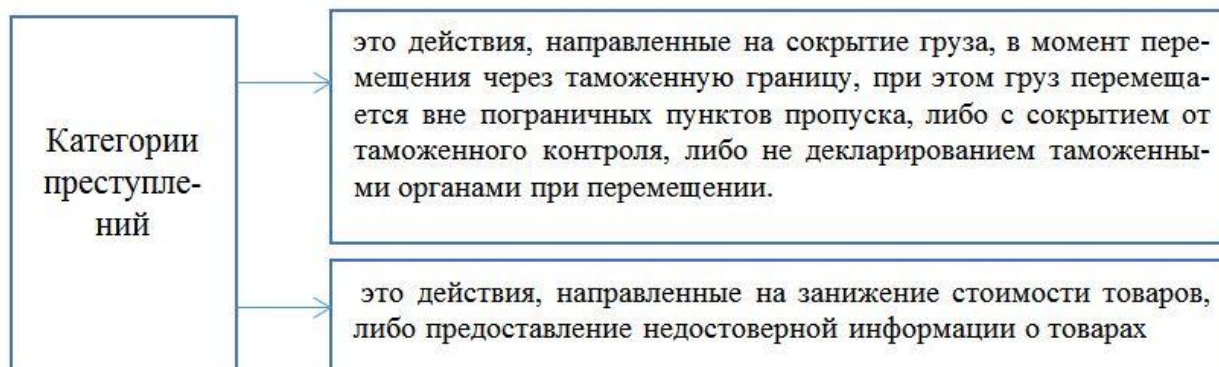 Категории
преступле-
ний
это действия, направленные на сокрытие груза, в момент пере-
мещения через таможенную границу, при этом груз перемеща-
ется вне пограничных пунктов пропуска, либо с сокрытием от
таможенного контроля, либо не декларированием таможенны-
ми органами при перемещении.
это действия, направленные на занижение стоимости товаров,
либо предоставление недостоверной информации о товарах